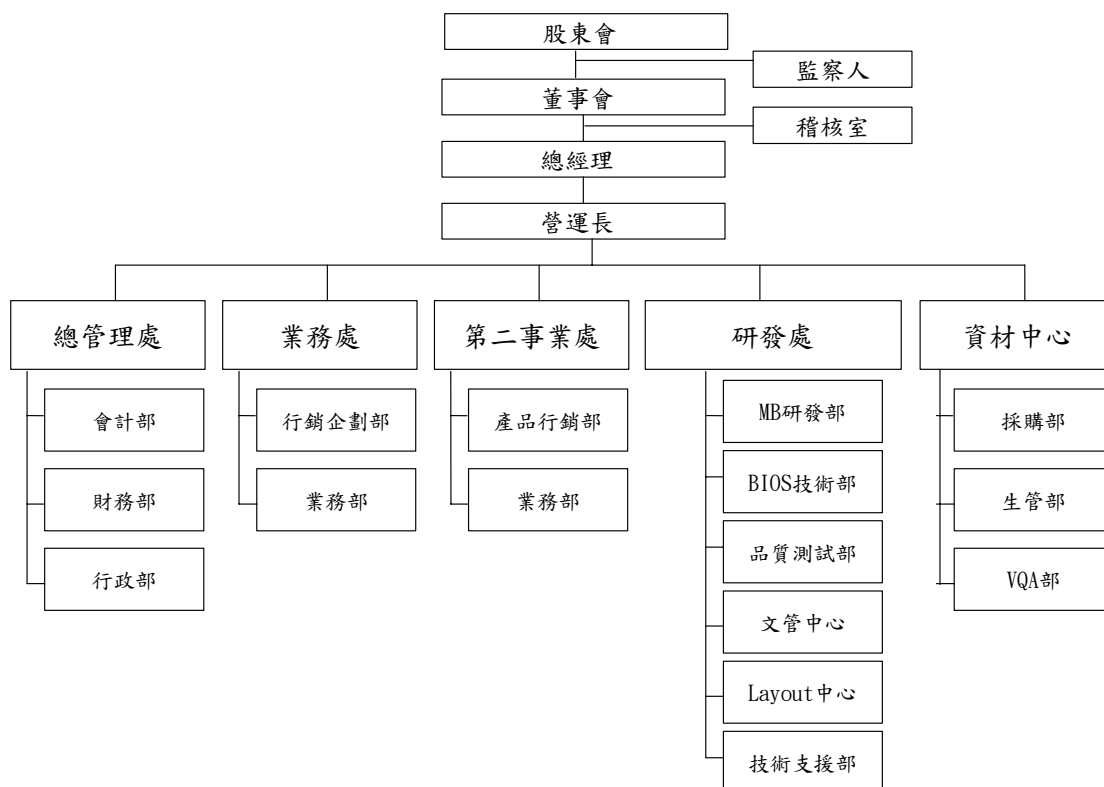 股東會
監察人
董事會
稽核室
總經理
營運長
總管理處
業務處
第二事業處
研發處
資材中心
會計部
財務部
行政部
行銷企劃部
業務部
產品行銷部
業務部
MB研發部
BIOS技術部
品質測試部
文管中心
Layout中心
技術支援部
採購部
生管部
VQA部